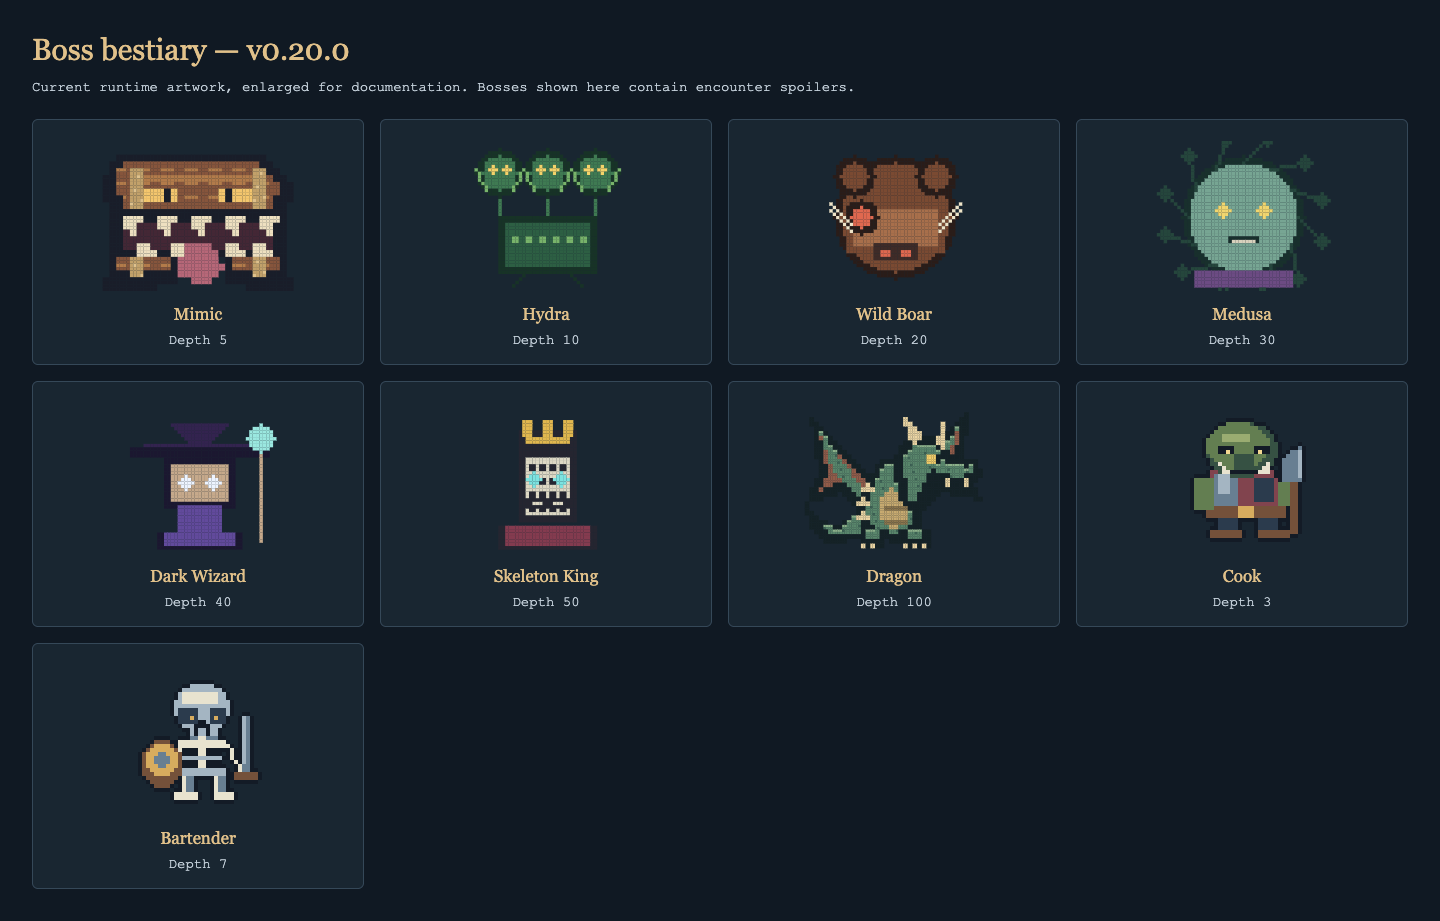 Boss bestiary — v0.20.0
Current runtime artwork, enlarged for documentation. Bosses shown here contain encounter spoilers.
Mimic
Depth 5
Hydra
Depth 10
Wild Boar
Depth 20
Medusa
Depth 30
Dark Wizard
Depth 40
Skeleton King
Depth 50
Dragon
Depth 100
Cook
Depth 3
Bartender
Depth 7